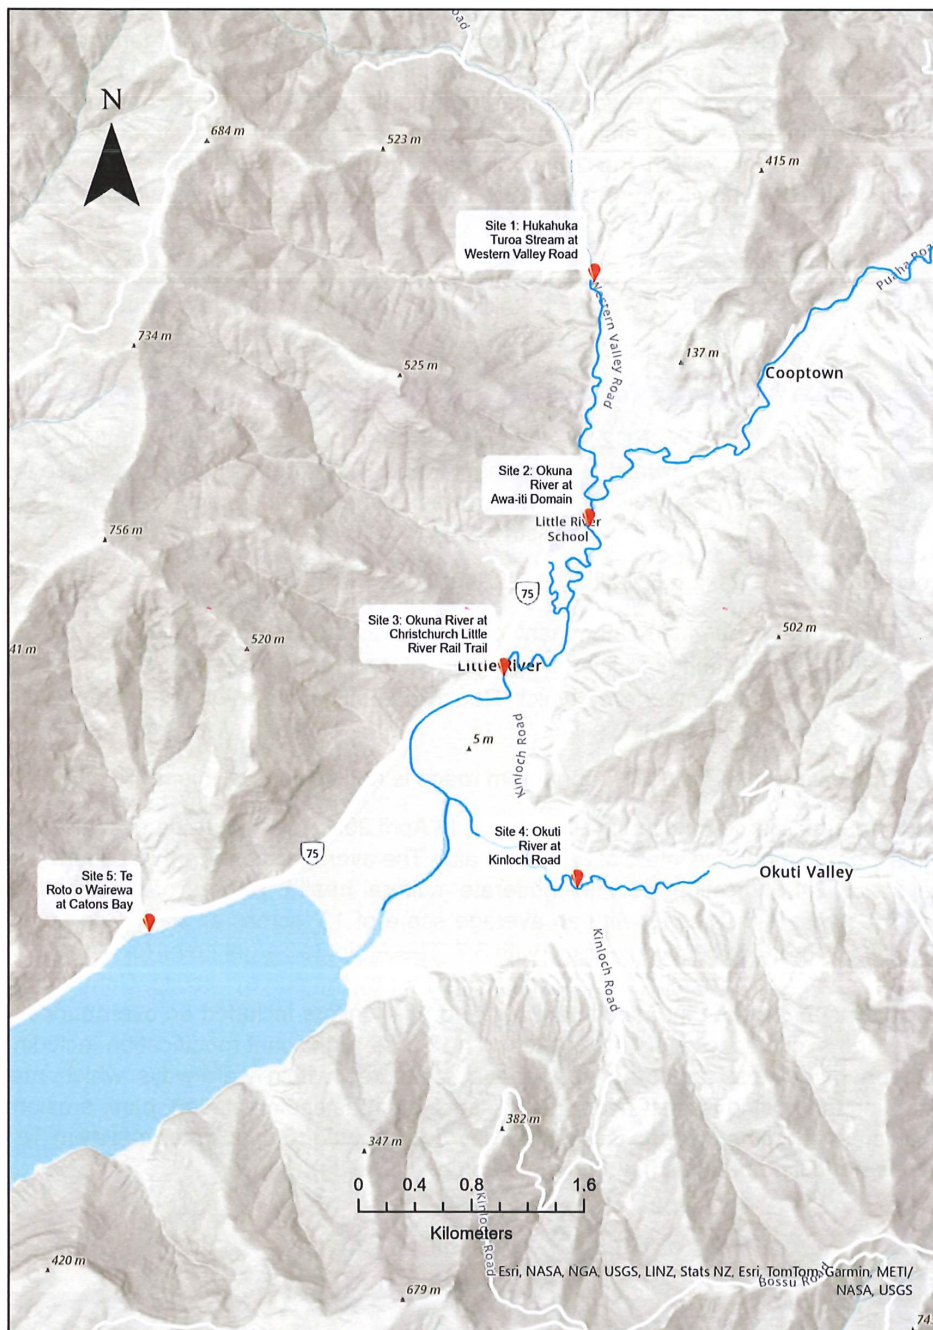 oad
N
684 m
523 m
415 m
Site 1: Hukahuka
Turoa Stream at
Western Valley Road
Puaha Roa
Western Valley Road
734 m
137 m
525 m
Cooptown
Site 2: Okuna
River at
Awa-iti Domain
Little River
School
756 m
75
Site 3: Okuna River at
Christchurch Little
River Rail Trail
502 m
41 m
520 m
Little River
Kinloch Road
5 m
Site 4: Okuti
River at
Kinloch Road
75
Okuti Valley
Site 5: Te
Roto o Wairewa
at Catons Bay
Kinloch Road
382 m
347 m
0 0.4 0.8 1.6
Kilometers
Kinloch Road
420 m
Esri, NASA, NGA, USGS, LINZ, Stats NZ, Esri, TomTom, Garmin, METI/
NASA, USGS
Bossu Road
679 m
74